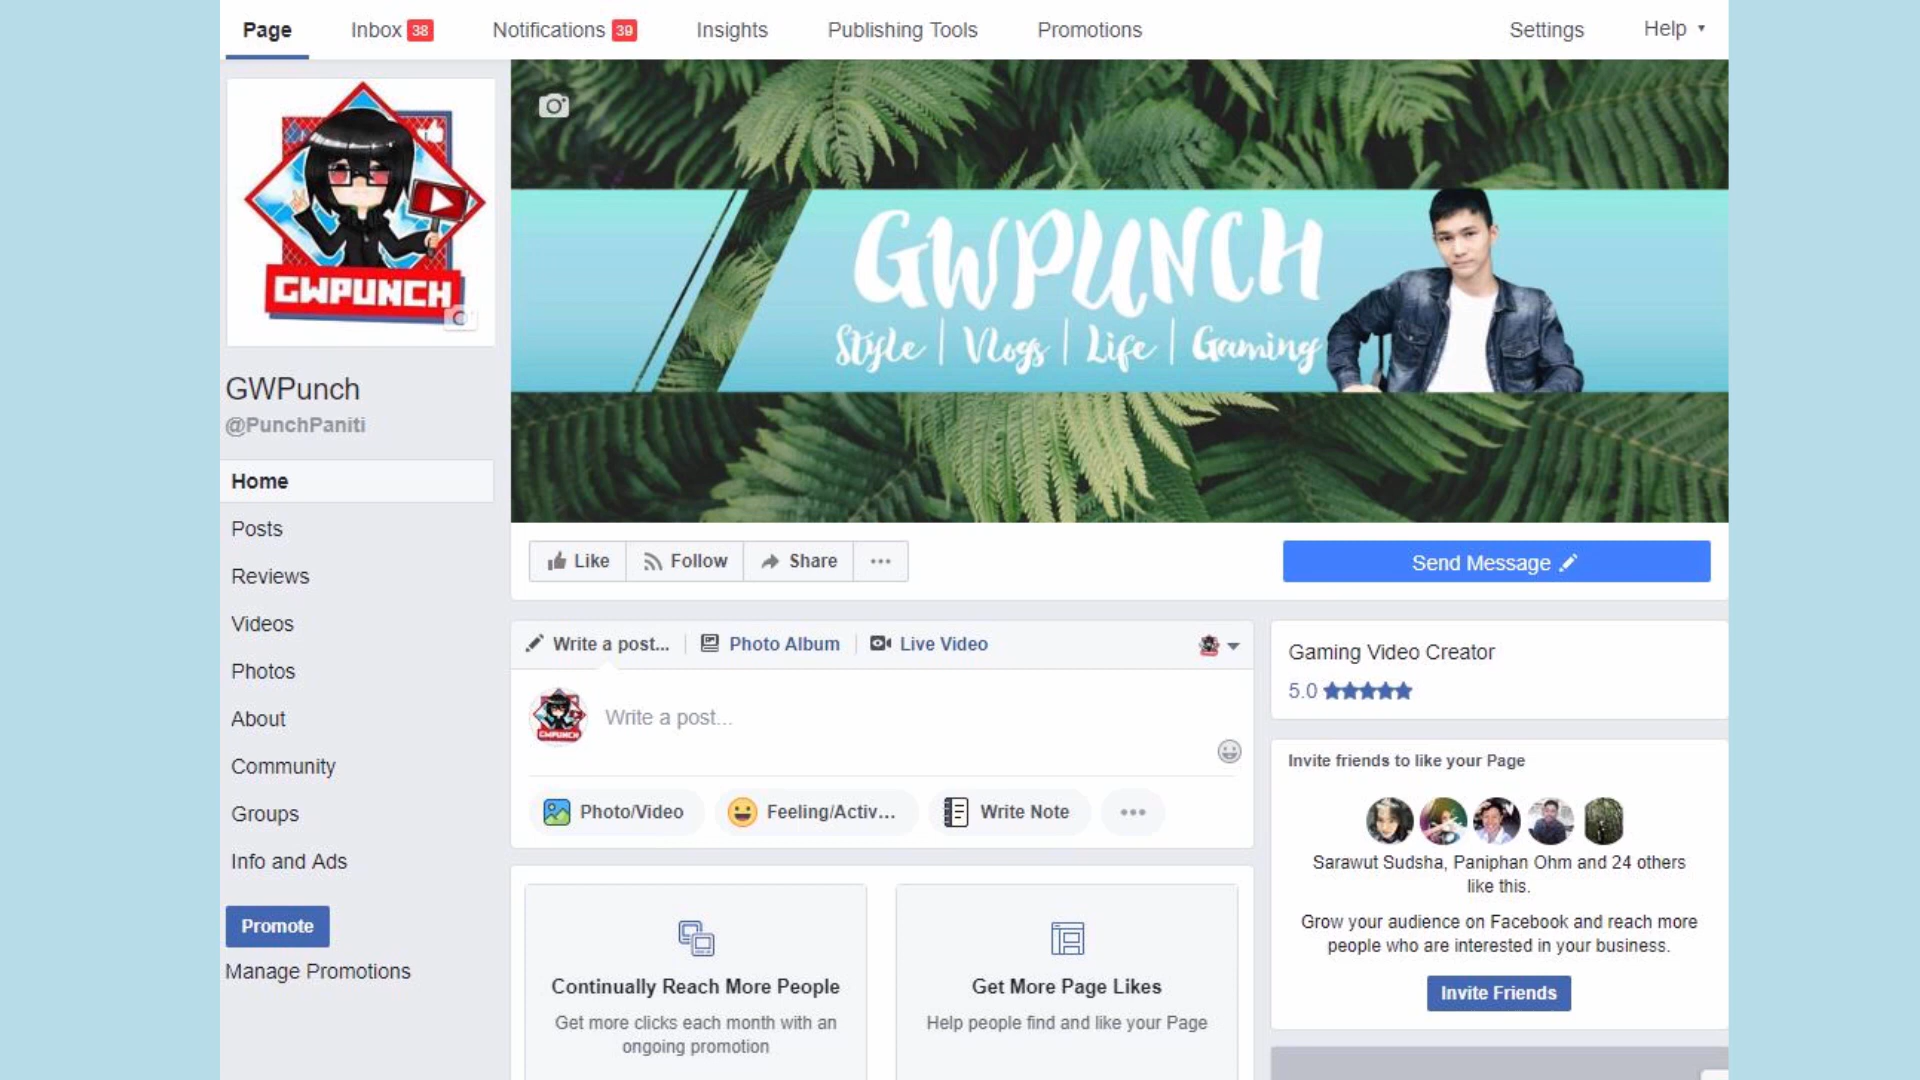 Page
Inbox 38
Notifications 39
Insights
Publishing Tools
Promotions
Settings
Help
GWPUNCH
GWPunch
@PunchPaniti
Home
Posts
Reviews
Videos
Photos
About
Community
Groups
Info and Ads
Promote
Manage Promotions
GWPUNCH
Style | Vlogs | Life | Gaming
Like
Follow
Share
Send Message
Write a post...
Photo Album
Live Video
GWPUNCH
Write a post...
Photo/Video
Feeling/Activ...
Write Note
Continually Reach More People
Get more clicks each month with an
ongoing promotion
Get More Page Likes
Help people find and like your Page
Gaming Video Creator
5.0
Invite friends to like your Page
Sarawut Sudsha, Paniphan Ohm and 24 others
like this.
Grow your audience on Facebook and reach more
people who are interested in your business.
Invite Friends